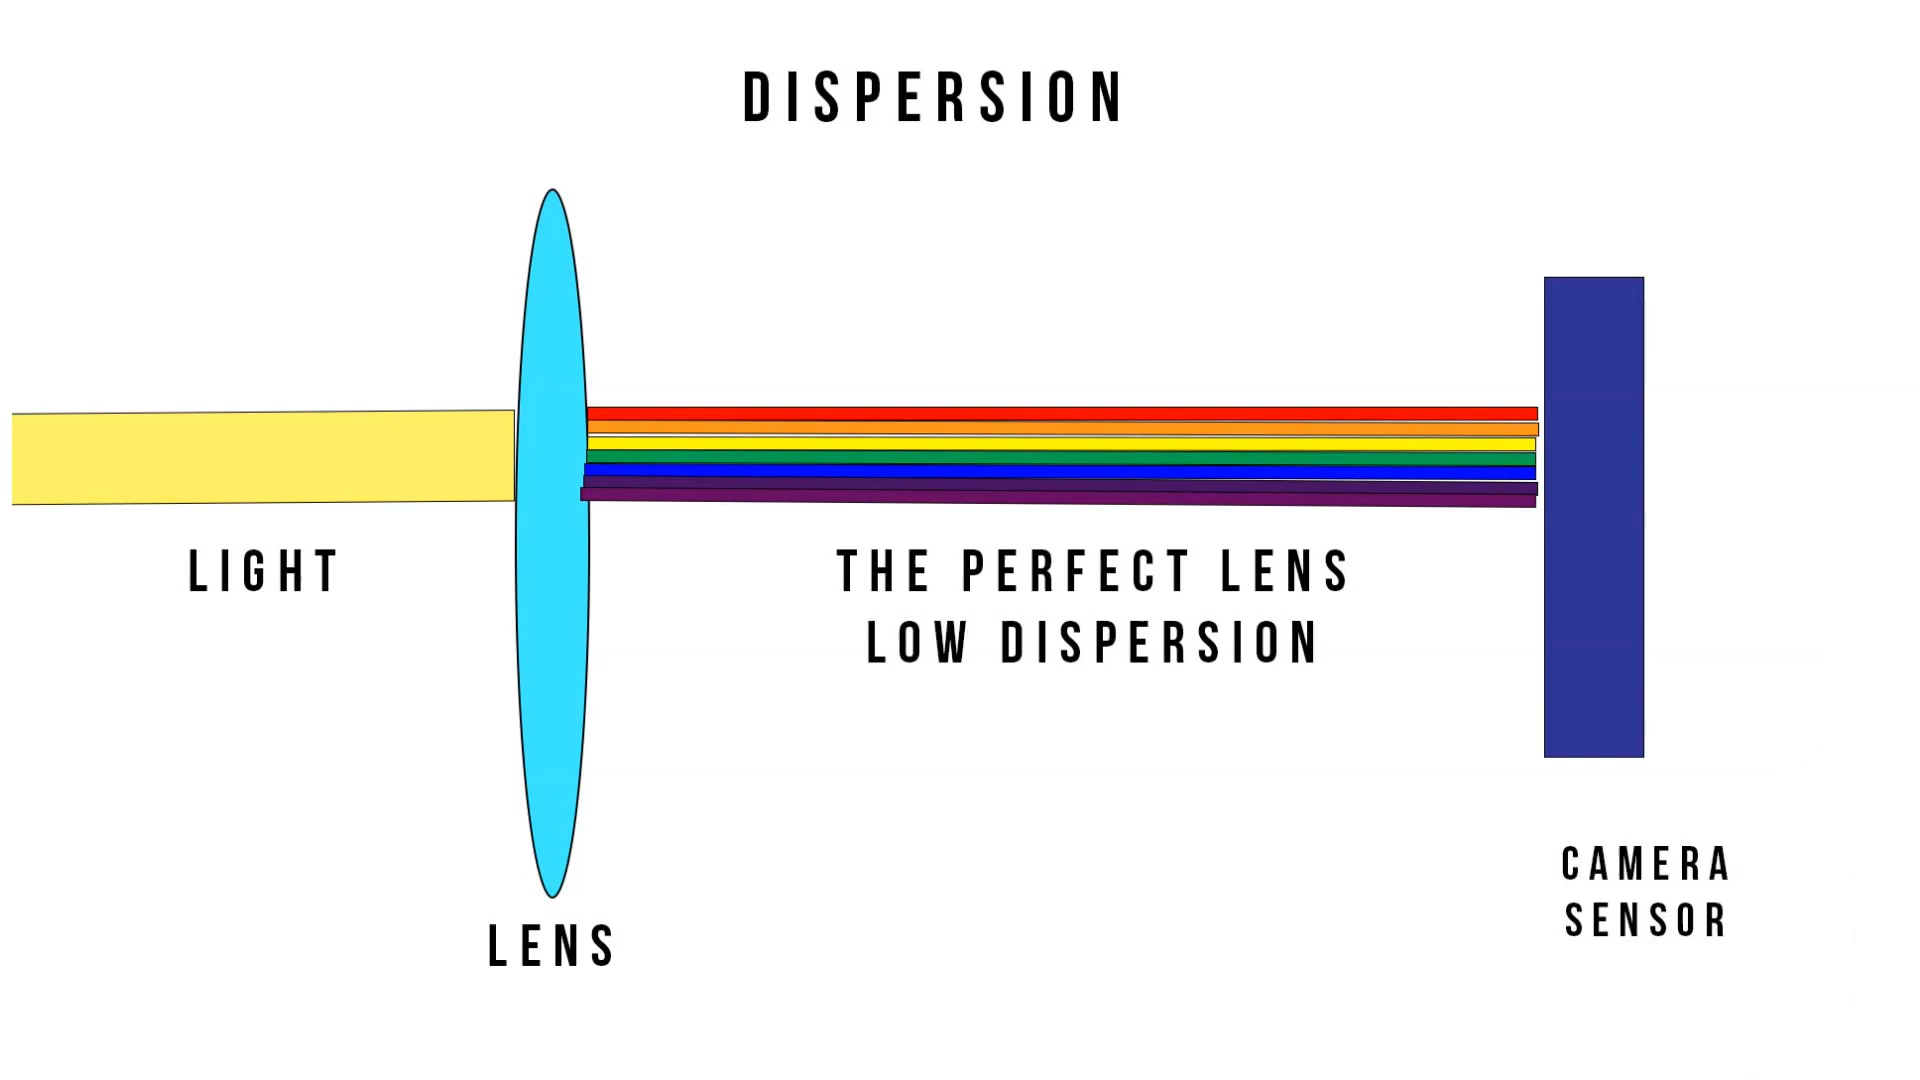 DISPERSION
LIGHT
THE PERFECT LENS
LOW DISPERSION
CAMERA
SENSOR
LENS